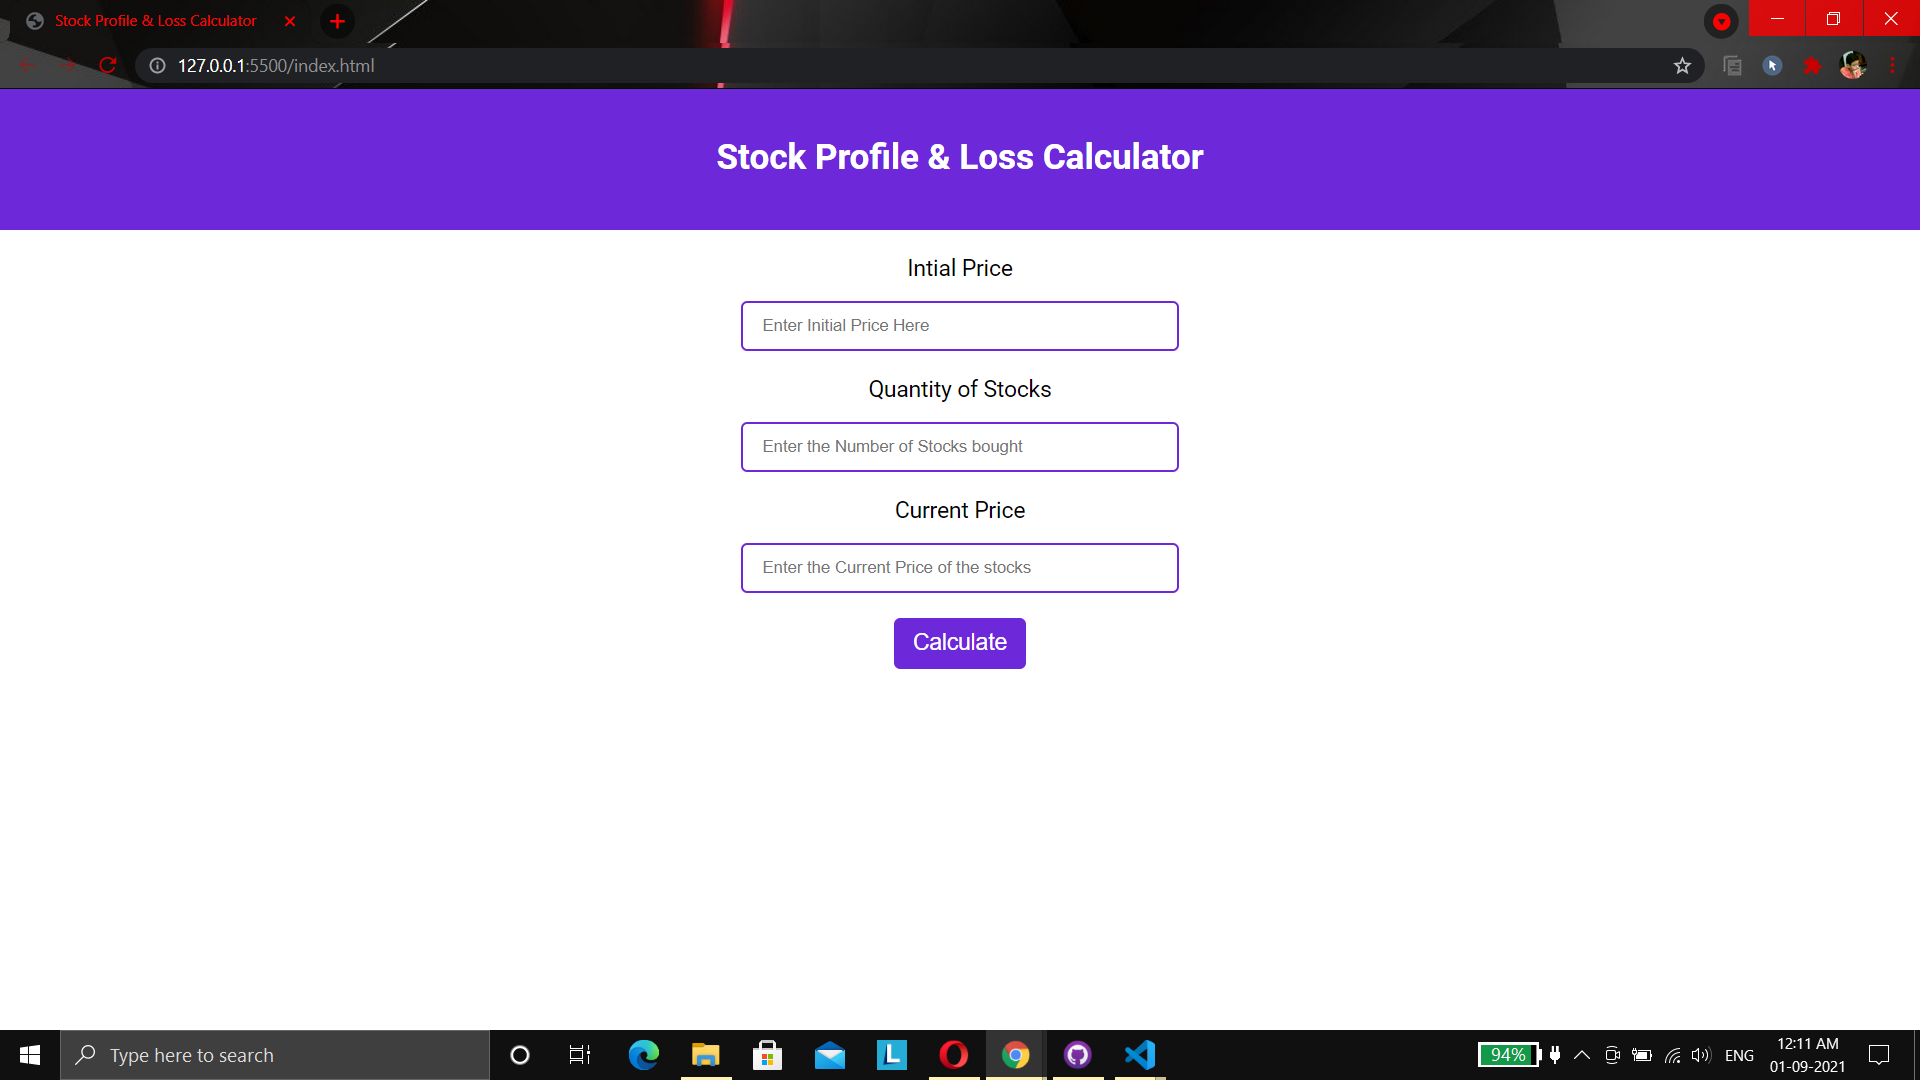 Stock Profile & Loss Calculator
127.0.0.1:5500/index.html
Stock Profile & Loss Calculator
Intial Price
Enter Initial Price Here
Quantity of Stocks
Enter the Number of Stocks bought
Current Price
Enter the Current Price of the stocks
Calculate
Type here to search
L
94%
ENG
12:11 AM
01-09-2021